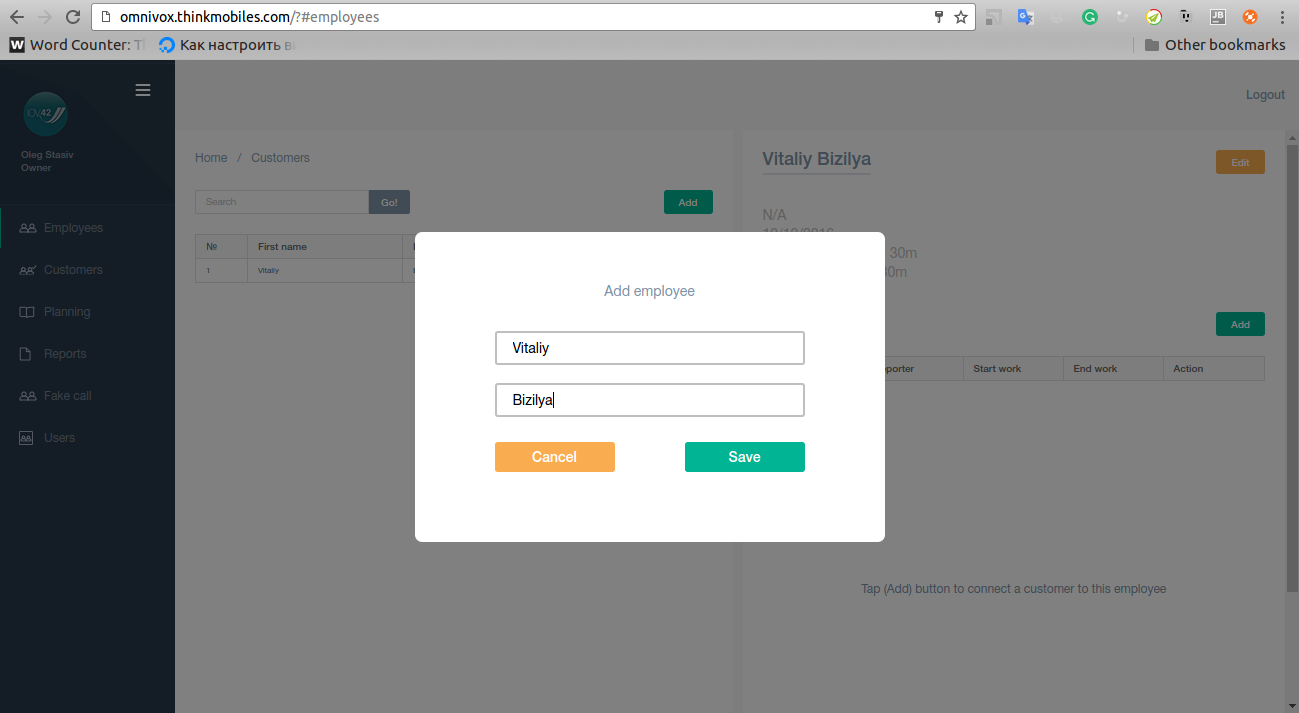 omnivox.thinkmobiles.com/?#employees
Word Counter: T
Как настроить в
Other bookmarks
Logout
OV42
Oleg Stasiv
Owner
Employees
Customers
Planning
Reports
Fake call
Users
Home / Customers
Search
Go!
Add
№ First name
1 Vitaliy
Vitaliy Bizilya
Edit
N/A
30m
30m
Add
porter Start work End work Action
Tap (Add) button to connect a customer to this employee
Add employee
Vitaliy
Bizilya
Cancel
Save